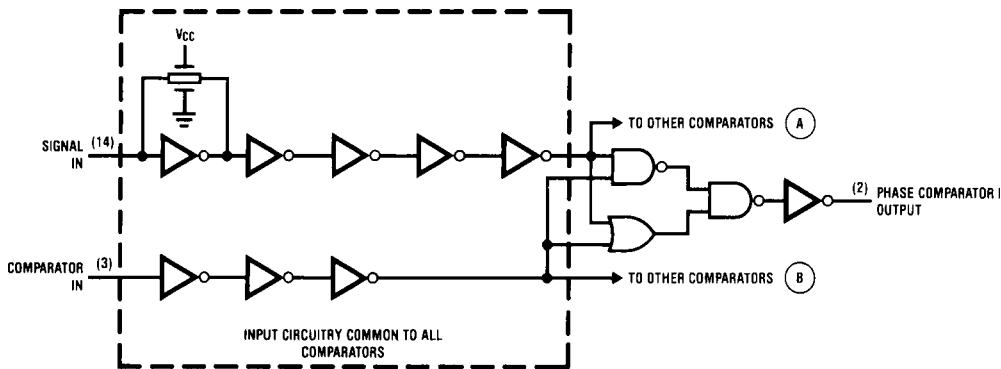 Vcc
SIGNAL (14)
IN
TO OTHER COMPARATORS A
(2) PHASE COMPARATOR I
OUTPUT
COMPARATOR (3)
IN
TO OTHER COMPARATORS B
INPUT CIRCUITRY COMMON TO ALL
COMPARATORS